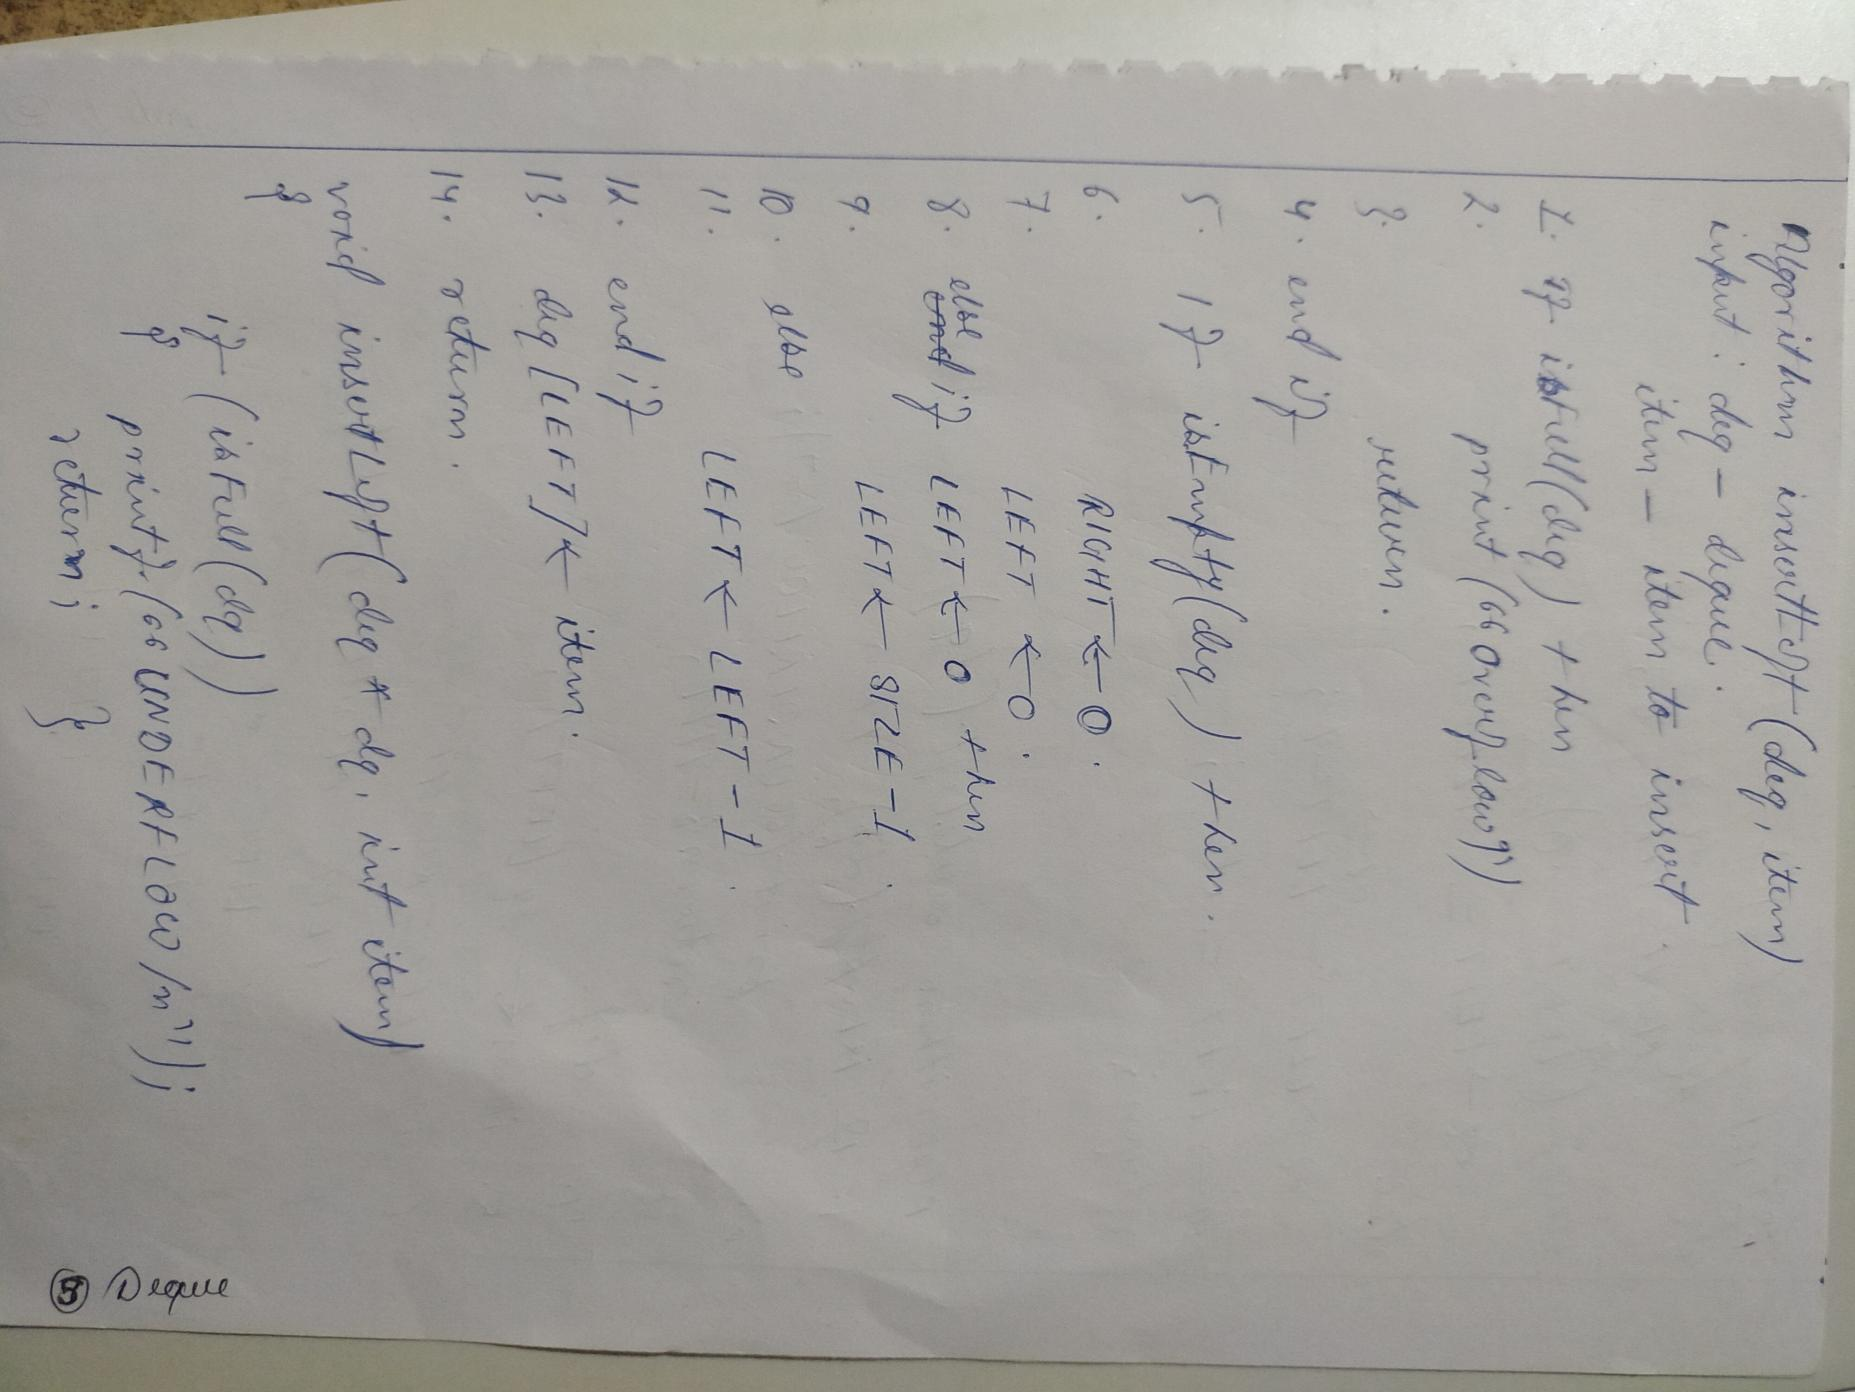 Algorithm insertLeft(deq, item)
input : deq - deque.
item - item to insert.
1. If isFull(deq) then
2. print("Overflow")
3. return.
4. end if
5. If isEmpty(deq) then.
6. RIGHT ← 0.
7. LEFT ← 0.
8. else if LEFT ← 0 then
9. LEFT ← SIZE - 1.
10. else
11. LEFT ← LEFT - 1.
12. end if
13. deq[LEFT] ← item.
14. return.
void insertLeft(deq * dq, int item)
{
if (isFull(dq))
{ printf("UNDERFLOW/n");
return; }
5 Deque